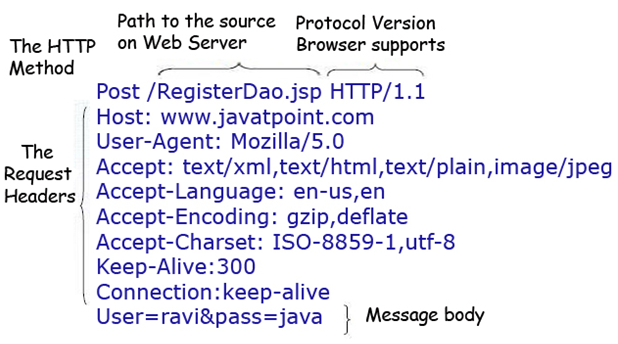 Path to the source
on Web Server
Protocol Version
Browser supports
The HTTP
Method
Post /RegisterDao.jsp HTTP/1.1
Host: www.javatpoint.com
User-Agent: Mozilla/5.0
The
Request
Headers
Accept: text/xml,text/html,text/plain,image/jpeg
Accept-Language: en-us,en
Accept-Encoding: gzip,deflate
Accept-Charset: ISO-8859-1,utf-8
Keep-Alive:300
Connection:keep-alive
User=ravi&pass=java
Message body